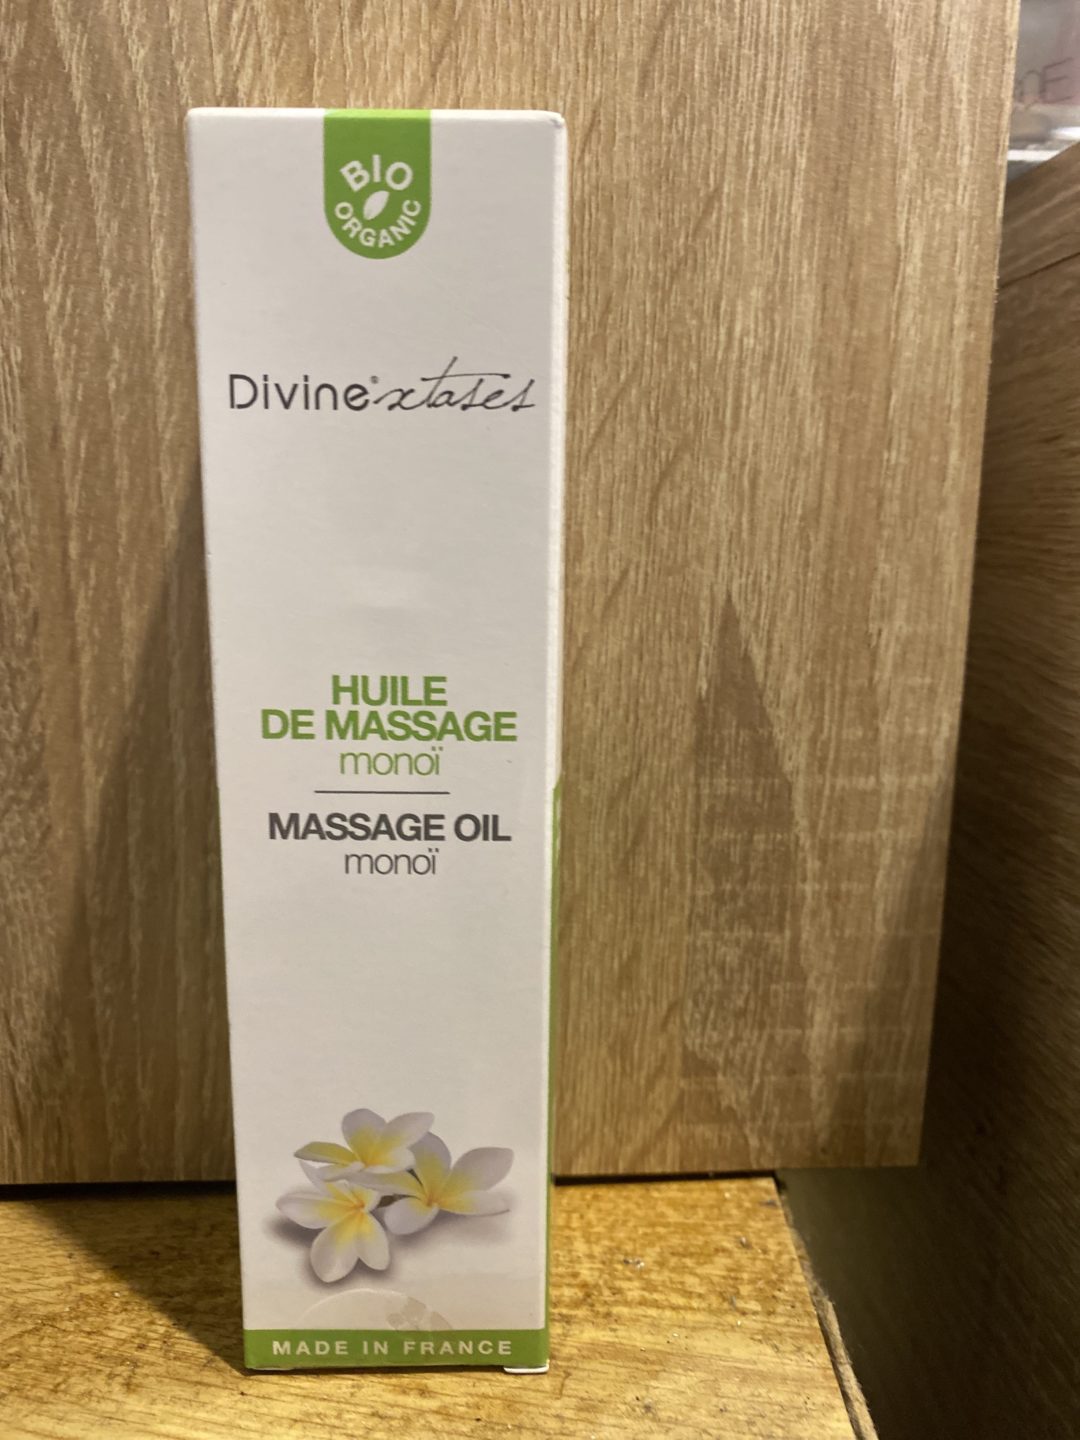 BIO
ORGANIC
Divine®xtases
HUILE
DE MASSAGE
monoï
MASSAGE OIL
monoï
MADE IN FRANCE